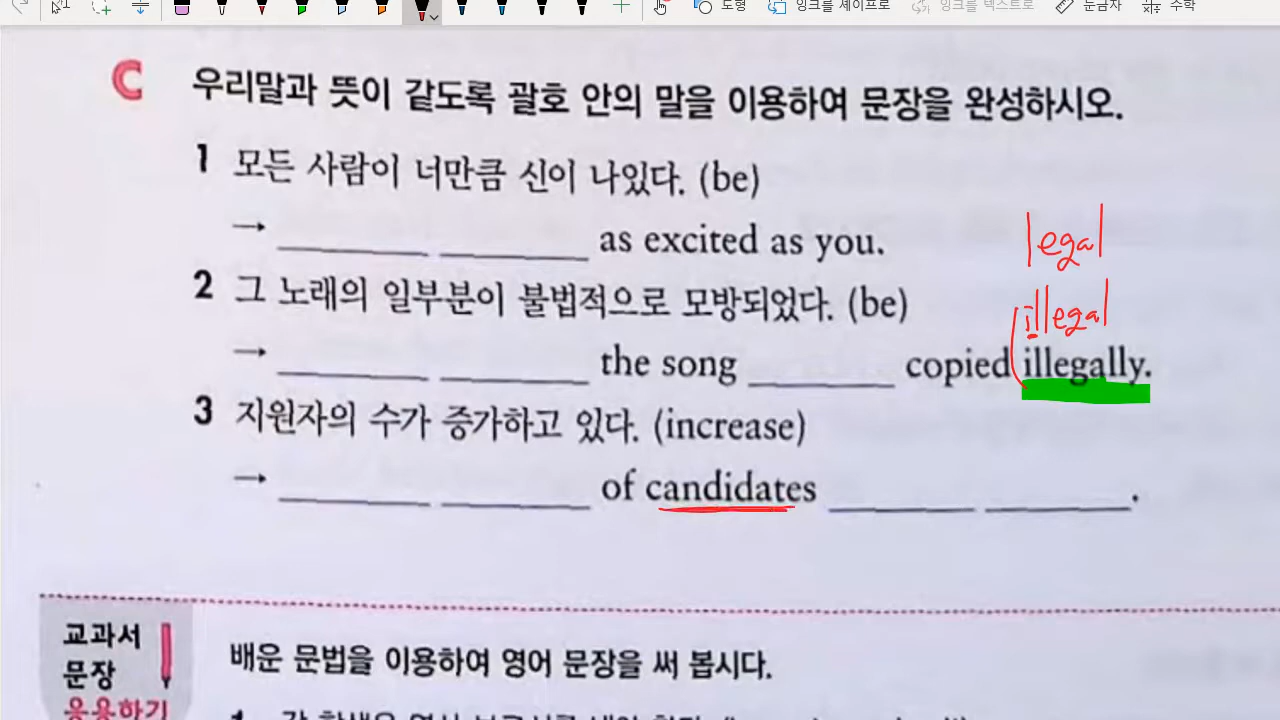 도형 잉크를 셰이프로 잉크를 텍스트로 눈금자 수학
C 우리말과 뜻이 같도록 괄호 안의 말을 이용하여 문장을 완성하시오.
1 모든 사람이 너만큼 신이 나있다. (be)
→ ________ ________ as excited as you.
legal
2 그 노래의 일부분이 불법적으로 모방되었다. (be)
illegal
→ ________ ________ the song ________ copied illegally.
3 지원자의 수가 증가하고 있다. (increase)
→ ________ ________ of candidates ________ ________.
교과서
문장
응용하기
배운 문법을 이용하여 영어 문장을 써 봅시다.